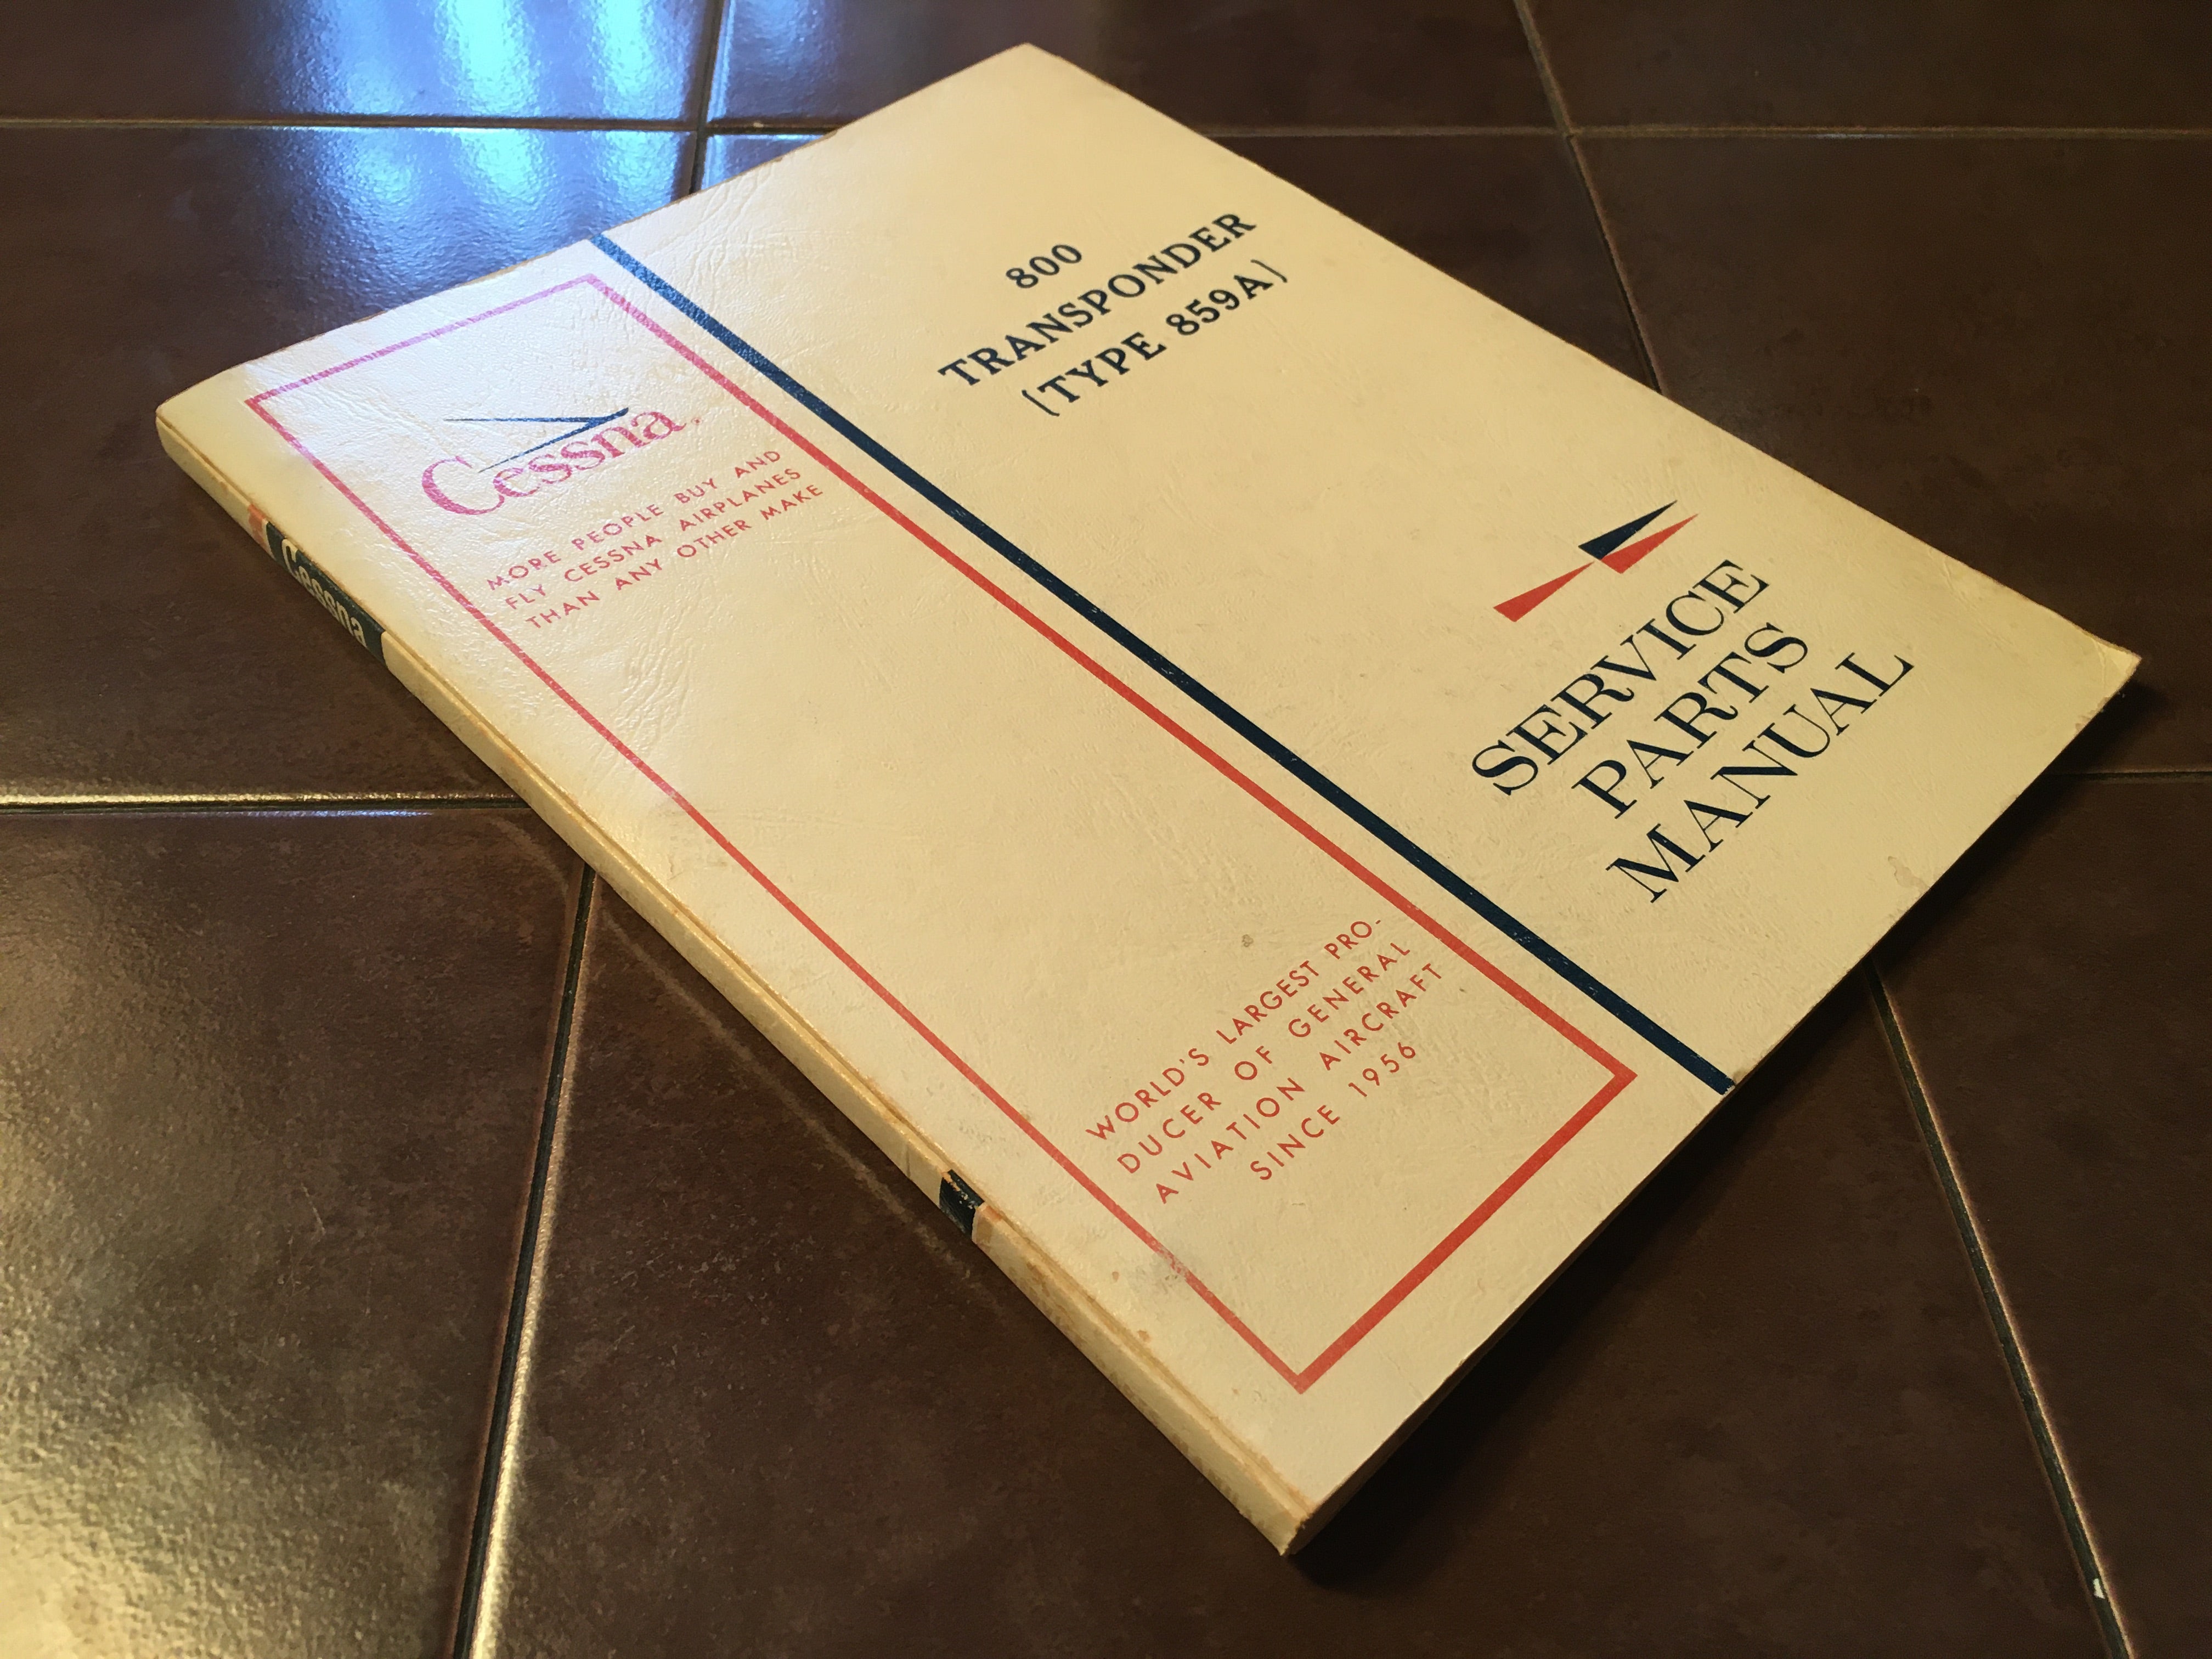 800
TRANSPONDER
(TYPE 859A)
Cessna®
MORE PEOPLE BUY AND
FLY CESSNA AIRPLANES
THAN ANY OTHER MAKE
SERVICE
PARTS
MANUAL
WORLD'S LARGEST PRO-
DUCER OF GENERAL
AVIATION AIRCRAFT
SINCE 1956
Cessna